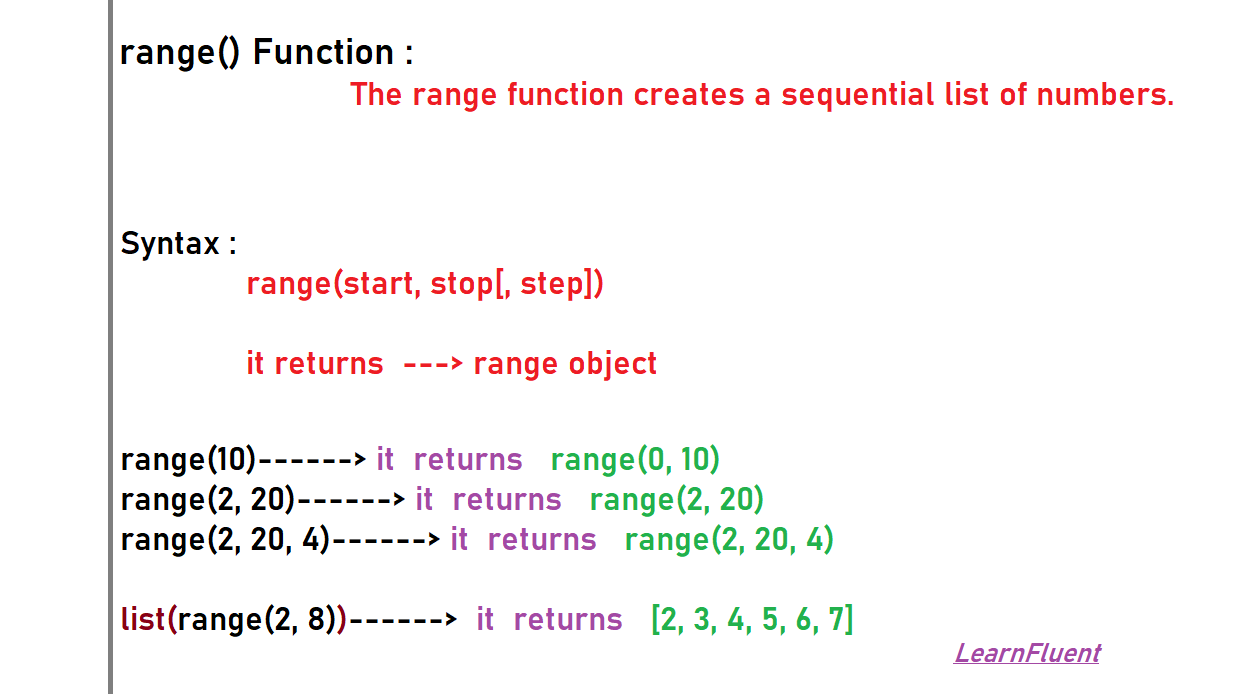 range() Function :
The range function creates a sequential list of numbers.
Syntax :
range(start, stop[, step])
it returns ---> range object
range(10)------> it returns range(0, 10)
range(2, 20)------> it returns range(2, 20)
range(2, 20, 4)------> it returns range(2, 20, 4)
list(range(2, 8))------> it returns [2, 3, 4, 5, 6, 7]
LearnFluent